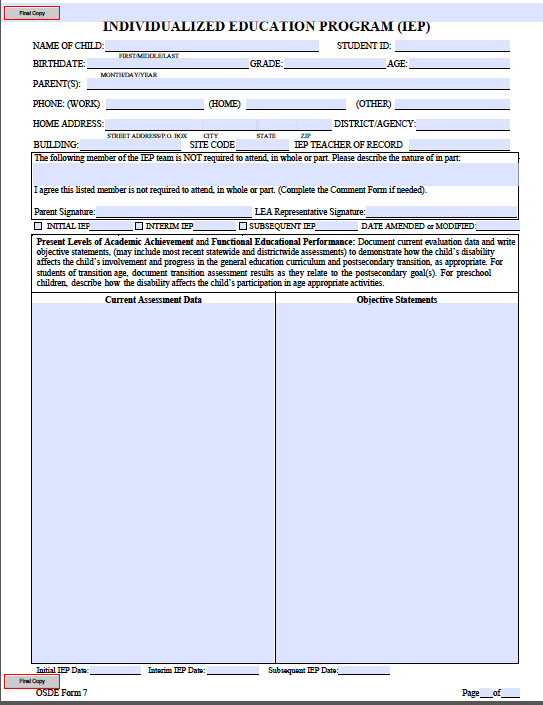 Final Copy
INDIVIDUALIZED EDUCATION PROGRAM (IEP)
NAME OF CHILD: STUDENT ID:
FIRST/MIDDLE/LAST
BIRTHDATE: GRADE: AGE:
MONTH/DAY/YEAR
PARENT(S):
PHONE: (WORK) (HOME) (OTHER)
HOME ADDRESS: DISTRICT/AGENCY:
STREET ADDRESS/P.O. BOX CITY STATE ZIP
BUILDING: SITE CODE IEP TEACHER OF RECORD
The following member of the IEP team is NOT required to attend, in whole or part. Please describe the nature of in part:
I agree this listed member is not required to attend, in whole or part. (Complete the Comment Form if needed).
Parent Signature: LEA Representative Signature:
INITIAL IEP INTERIM IEP SUBSEQUENT IEP DATE AMENDED or MODIFIED:
Present Levels of Academic Achievement and Functional Educational Performance: Document current evaluation data and write
objective statements, (may include most recent statewide and districtwide assessments) to demonstrate how the child's disability
affects the child's involvement and progress in the general education curriculum and postsecondary transition, as appropriate. For
students of transition age, document transition assessment results as they relate to the postsecondary goal(s). For preschool
children, describe how the disability affects the child's participation in age appropriate activities.
Current Assessment Data Objective Statements
Initial IEP Date: Interim IEP Date: Subsequent IEP Date:
Final Copy
OSDE Form 7 Page of